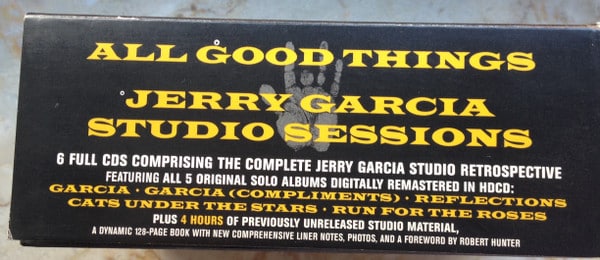 ALL GOOD THINGS
JERRY GARCIA
STUDIO SESSIONS
6 FULL CDS COMPRISING THE COMPLETE JERRY GARCIA STUDIO RETROSPECTIVE
FEATURING ALL 5 ORIGINAL SOLO ALBUMS DIGITALLY REMASTERED IN HDCD:
GARCIA · GARCIA (COMPLIMENTS) · REFLECTIONS
CATS UNDER THE STARS · RUN FOR THE ROSES
PLUS 4 HOURS OF PREVIOUSLY UNRELEASED STUDIO MATERIAL,
A DYNAMIC 128-PAGE BOOK WITH NEW COMPREHENSIVE LINER NOTES, PHOTOS, AND A FOREWORD BY ROBERT HUNTER